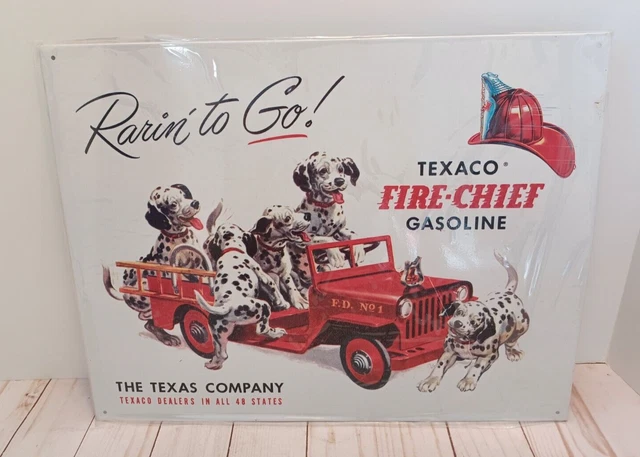 Rarin' to Go!
TEXACO®
FIRE-CHIEF
GASOLINE
F.D. Nº 1
THE TEXAS COMPANY
TEXACO DEALERS IN ALL 48 STATES